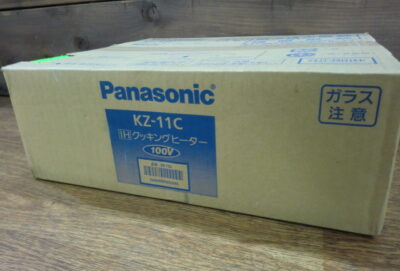 Panasonic
KZ-11C
IHクッキングヒーター
100V
ガラス
注意